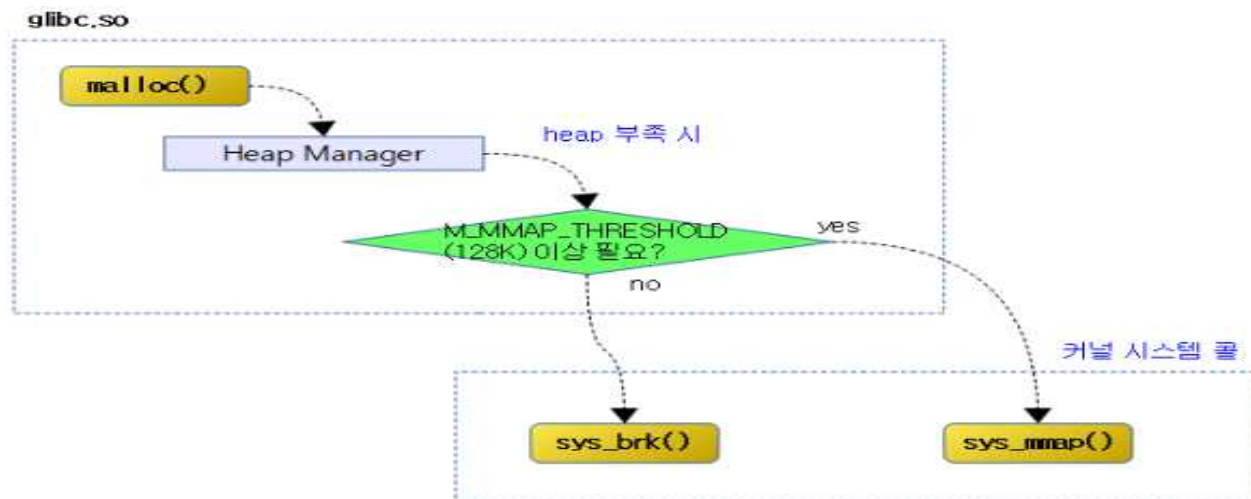 glibc.so
malloc()
Heap Manager
heap 부족 시
M_MMAP_THRESHOLD
(128K) 이상 필요?
yes
no
커널 시스템 콜
sys_brk()
sys_mmap()